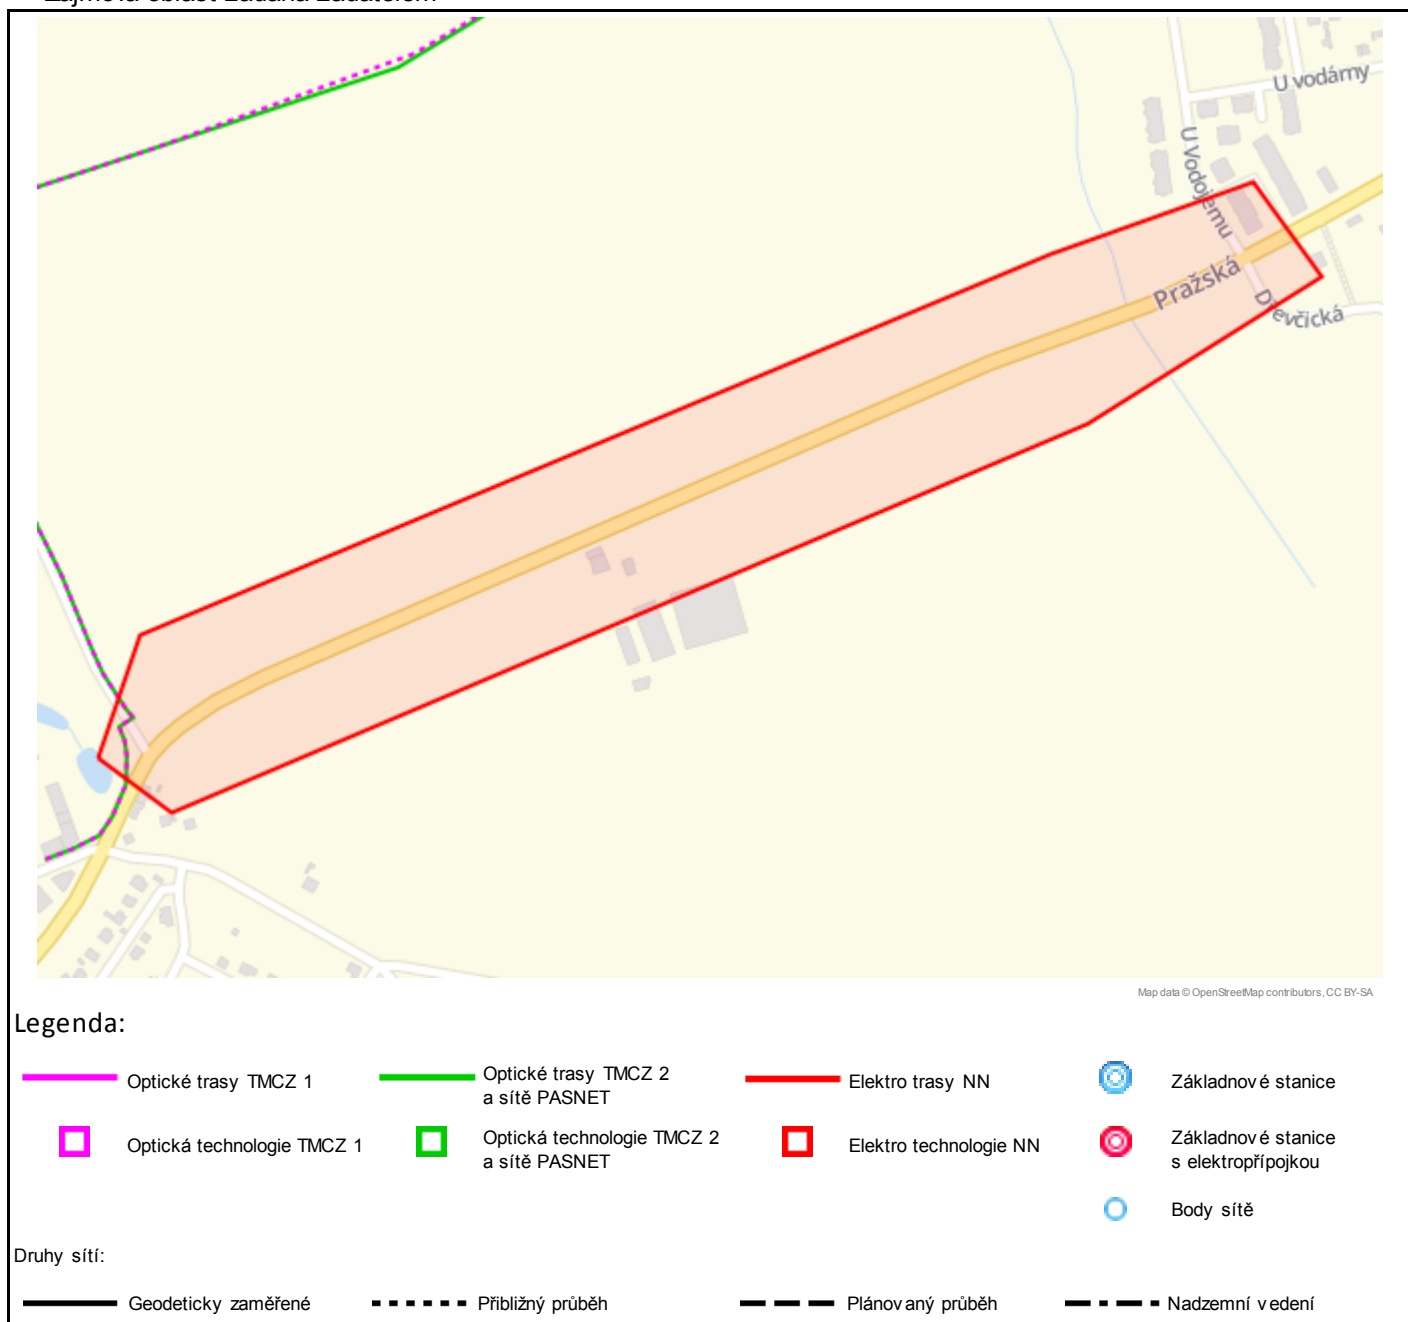 U vodárny
U Vodojemu
Pražská
Dřevčická
Map data © OpenStreetMap contributors, CC BY-SA
Legenda:
Optické trasy TMCZ 1
Optické trasy TMCZ 2
a sítě PASNET
Elektro trasy NN
Základnové stanice
Optická technologie TMCZ 1
Optická technologie TMCZ 2
a sítě PASNET
Elektro technologie NN
Základnové stanice
s elektropřípojkou
Body sítě
Druhy sítí:
Geodeticky zaměřené
Přibližný průběh
Plánovaný průběh
Nadzemní vedení